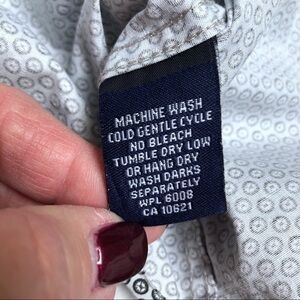 MACHINE WASH
COLD GENTLE CYCLE
NO BLEACH
TUMBLE DRY LOW
OR HANG DRY
WASH DARKS
SEPARATELY
WPL 6008
CA 10621